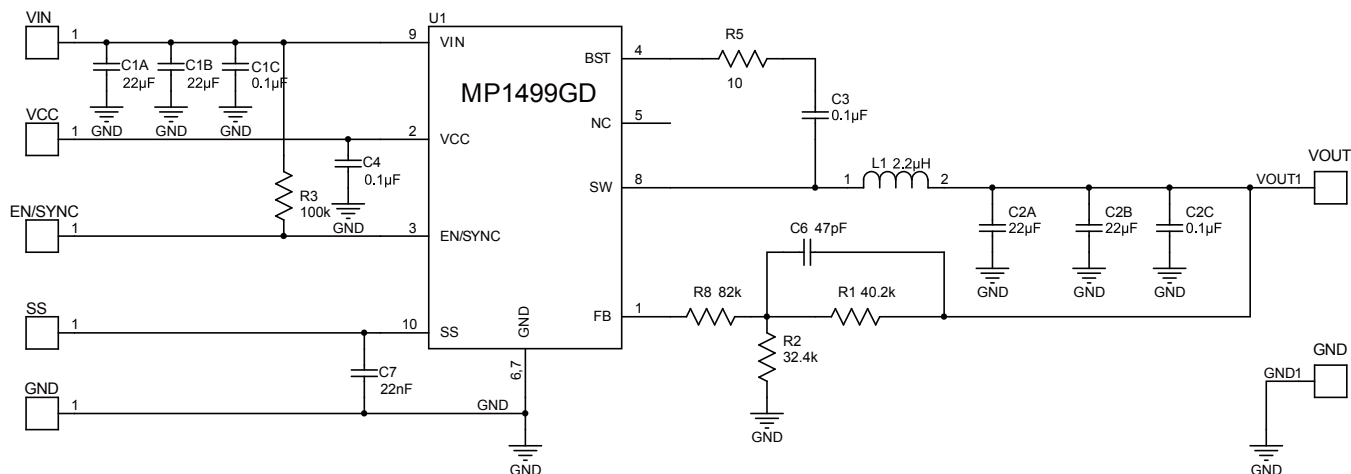 VIN
1
C1A
22µF
GND
C1B
22µF
GND
C1C
0.1µF
GND
VCC
1
C4
0.1µF
GND
R3
100k
EN/SYNC
1
SS
1
C7
22nF
GND
1
GND
GND
U1
MP1499GD
9
VIN
2
VCC
3
EN/SYNC
10
SS
GND
6,7
BST
4
NC
5
SW
8
FB
1
R5
10
C3
0.1µF
1
L1 2.2µH
2
C6 47pF
R8 82k
R1 40.2k
R2
32.4k
GND
C2A
22µF
GND
C2B
22µF
GND
C2C
0.1µF
GND
VOUT
VOUT1
GND
GND1
GND